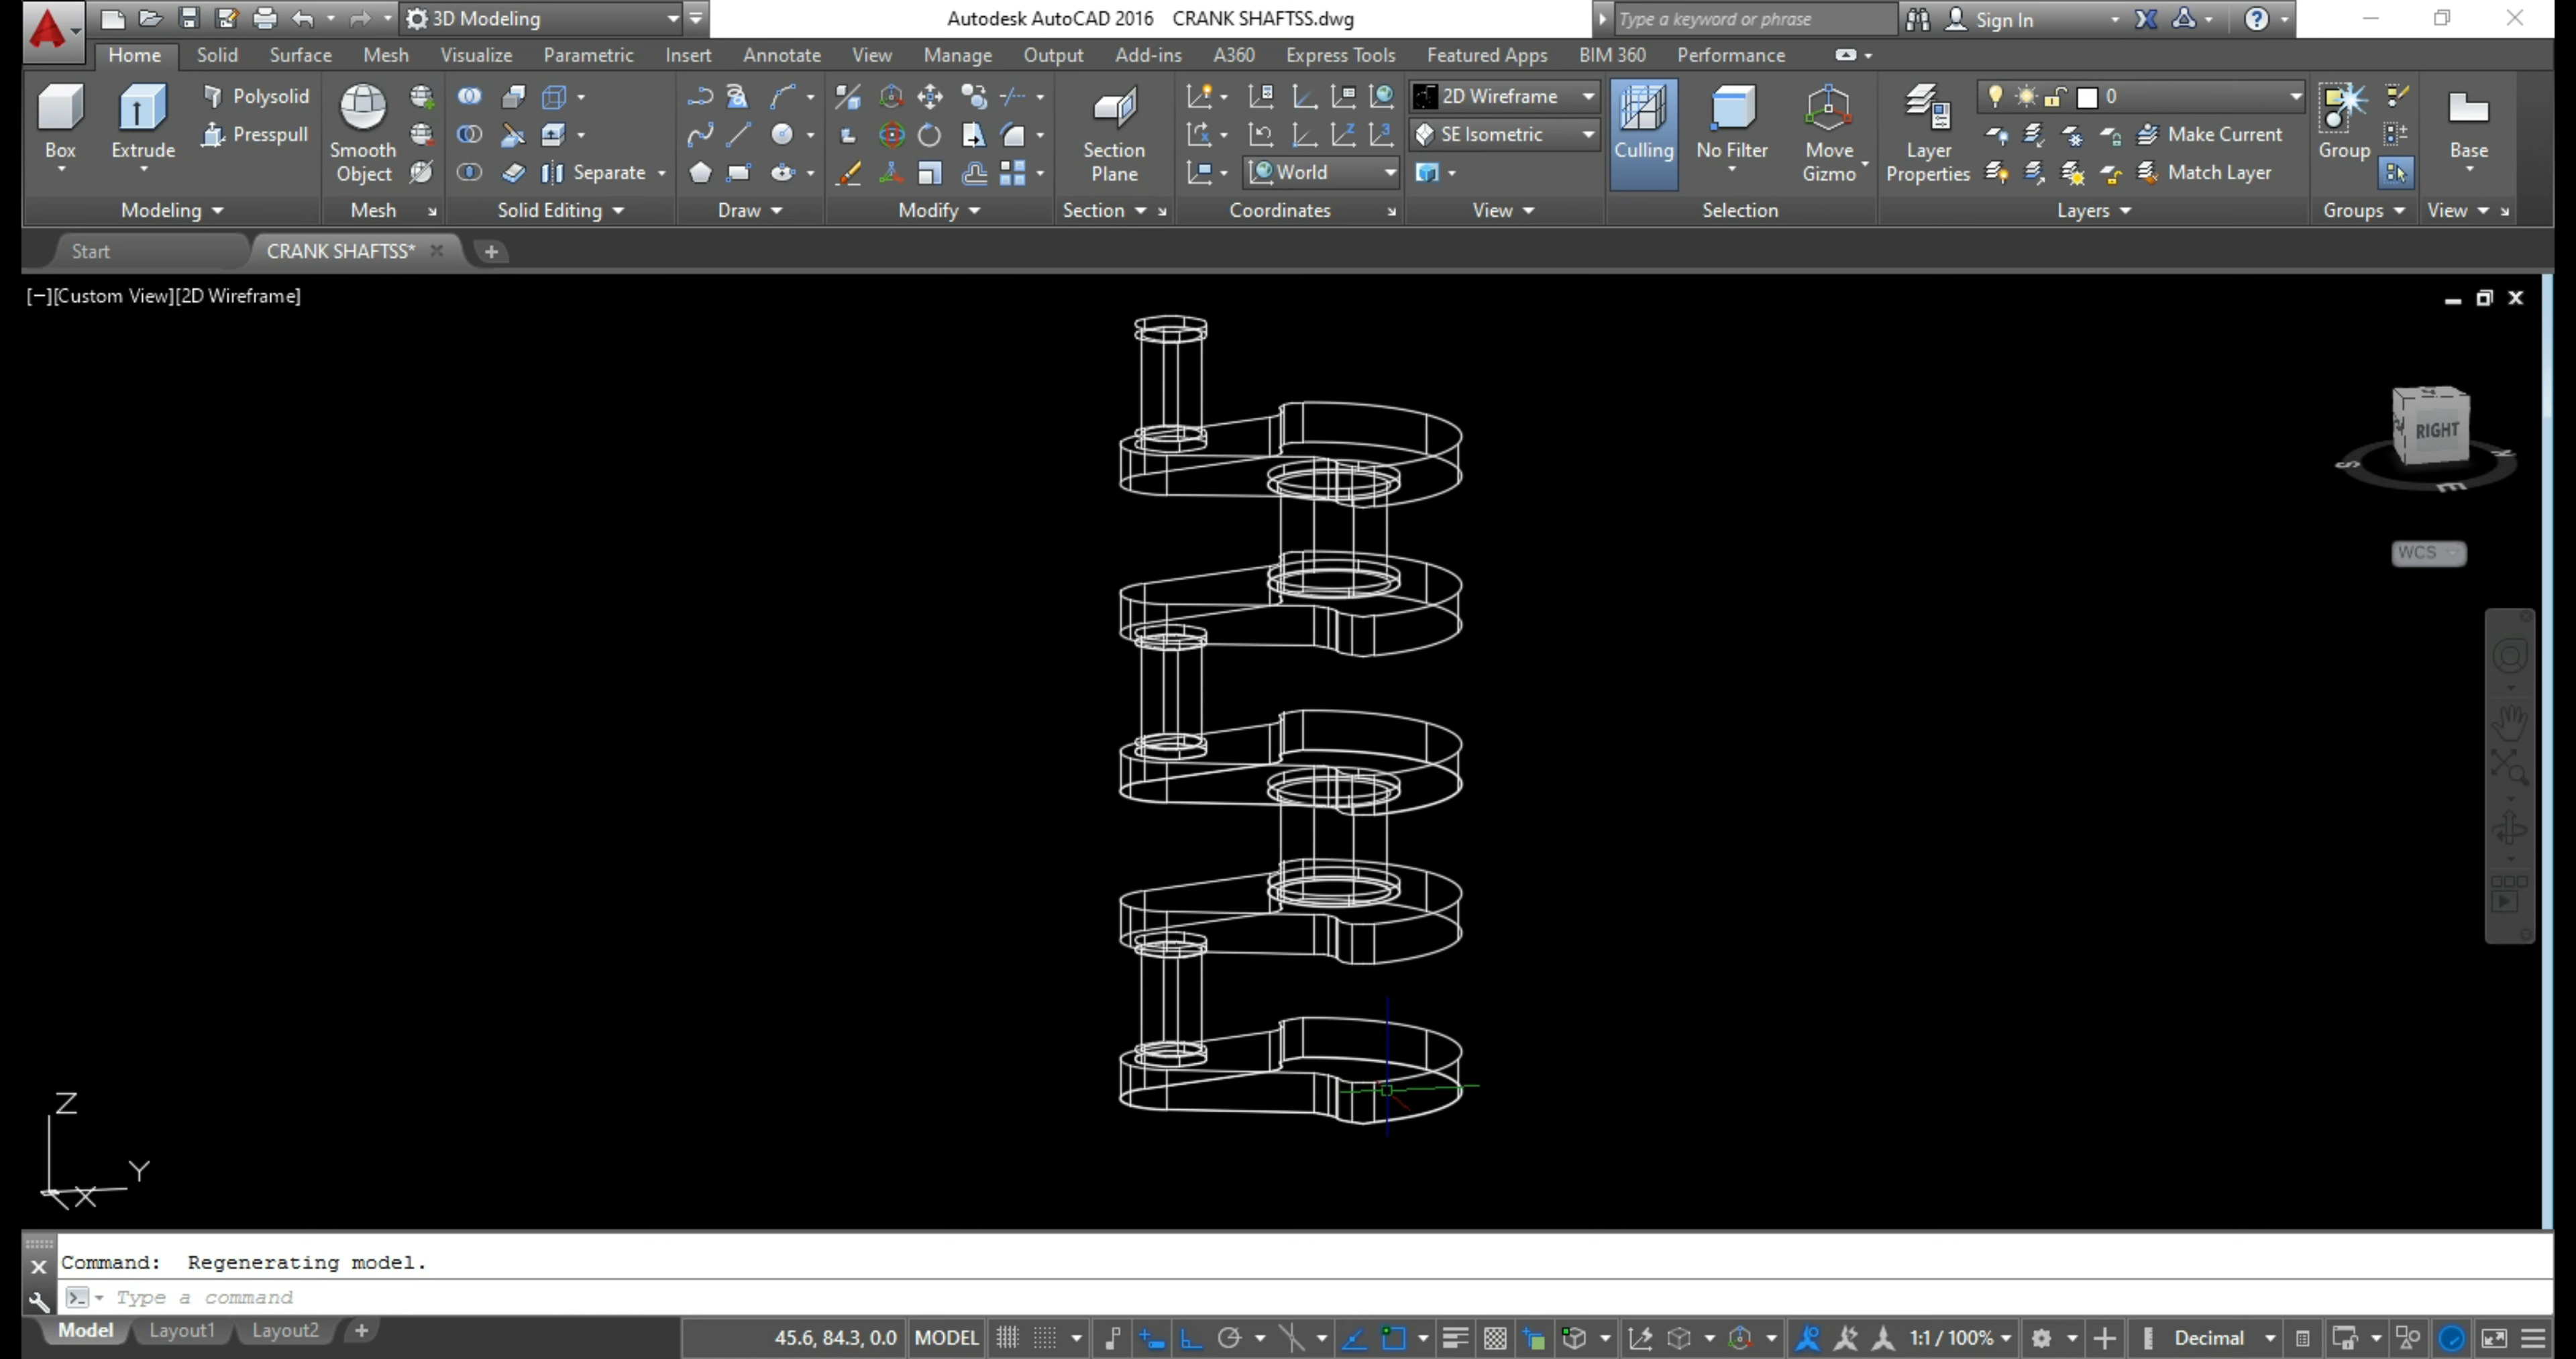 3D Modeling Autodesk AutoCAD 2016 CRANK SHAFTSS.dwg Type a keyword or phrase Sign In
Home Solid Surface Mesh Visualize Parametric Insert Annotate View Manage Output Add-ins A360 Express Tools Featured Apps BIM 360 Performance
Polysolid 2D Wireframe 0
Presspull SE Isometric Make Current
Box Extrude Smooth Object Separate Section Plane World Culling No Filter Move Gizmo Layer Properties Match Layer Group Base
Modeling Mesh Solid Editing Draw Modify Section Coordinates View Selection Layers Groups View
Start CRANK SHAFTSS* +
[−][Custom View][2D Wireframe]
RIGHT
S N
E
WCS
Z
Y
X
Command: Regenerating model.
Type a command
Model Layout1 Layout2 +
45.6, 84.3, 0.0 MODEL 1:1 / 100% Decimal